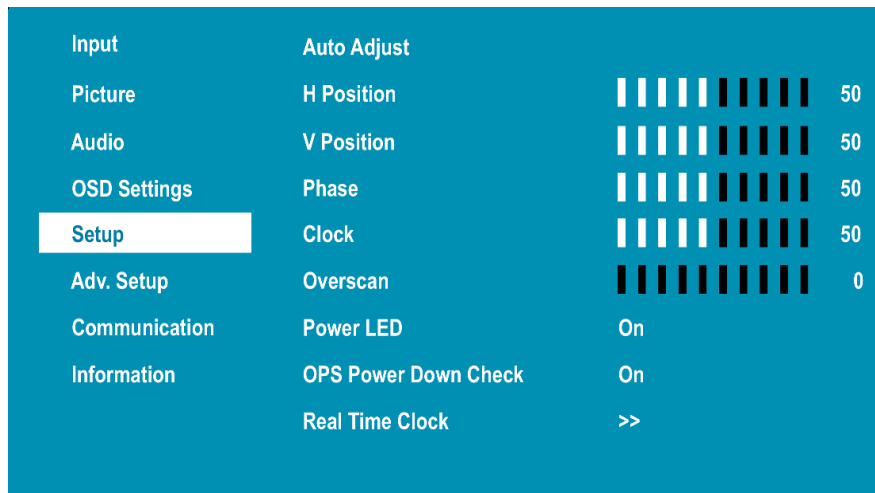 Input
Picture
Audio
OSD Settings
Setup
Adv. Setup
Communication
Information
Auto Adjust
H Position 50
V Position 50
Phase 50
Clock 50
Overscan 0
Power LED On
OPS Power Down Check On
Real Time Clock >>